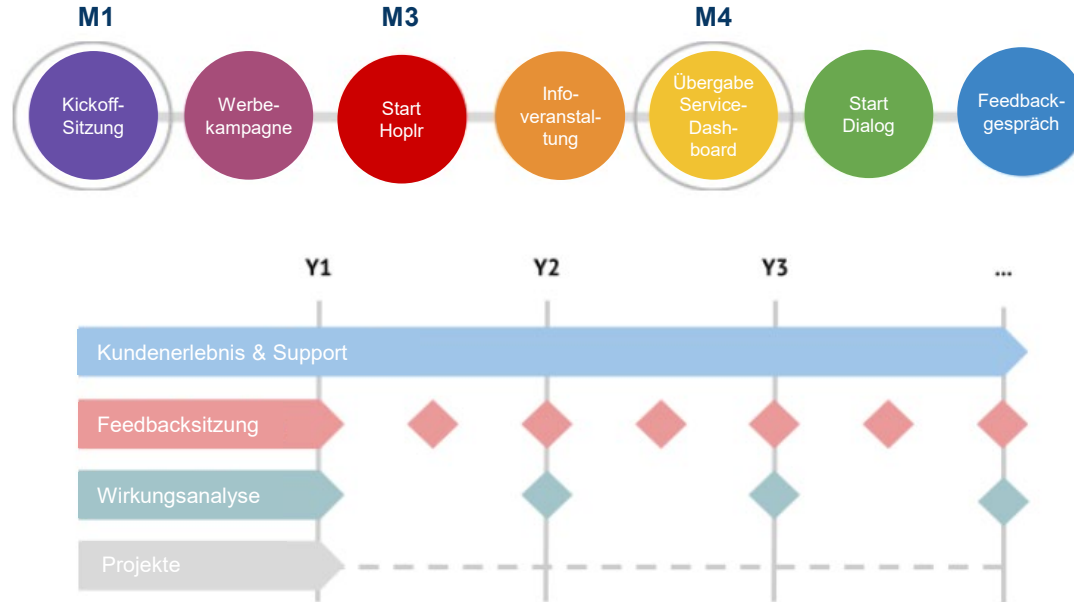 M1
M3
M4
Kickoff-
Sitzung
Werbe-
kampagne
Start
Hoplr
Info-
veranstal-
tung
Übergabe
Service-
Dash-
board
Start
Dialog
Feedback-
gespräch
Y1
Y2
Y3
...
Kundenerlebnis & Support
Feedbacksitzung
Wirkungsanalyse
Projekte